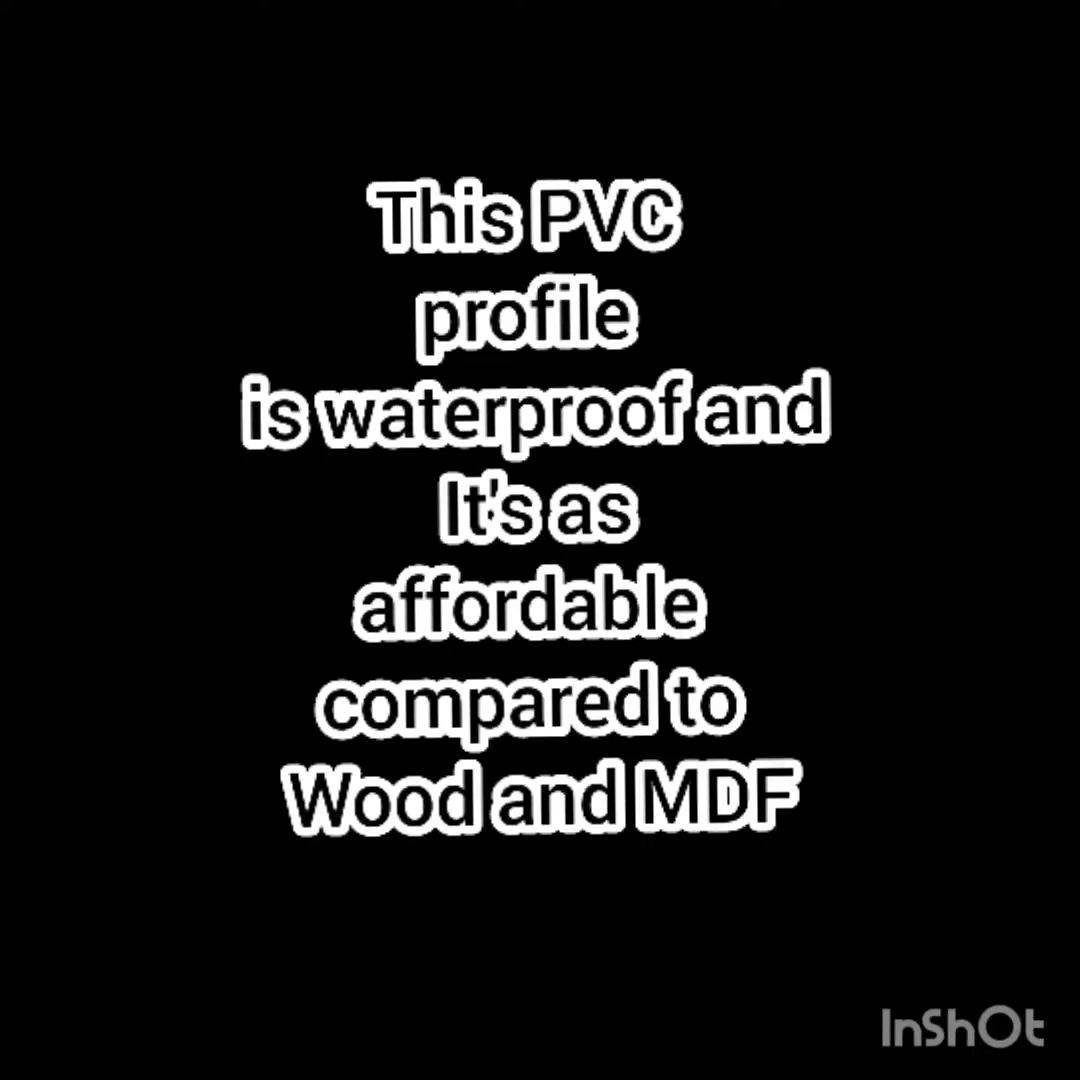 This PVC
profile
is waterproof and
It's as
affordable
compared to
Wood and MDF
InShOt